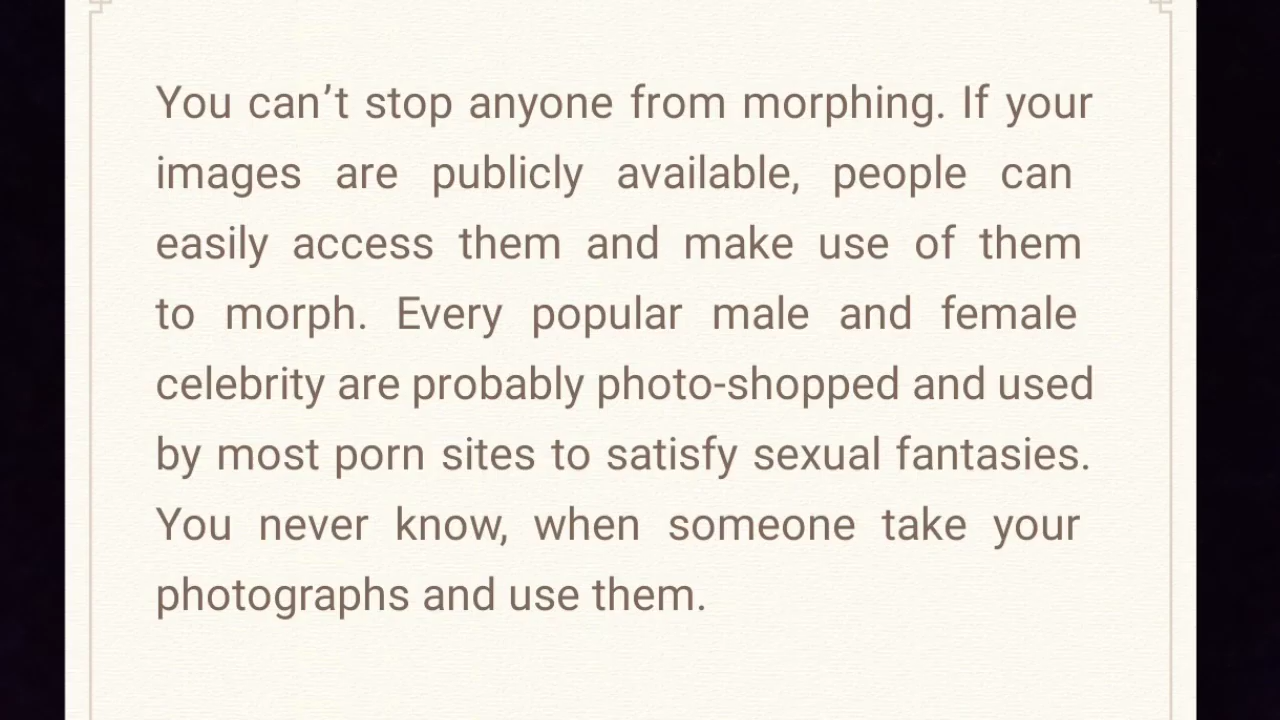 You can’t stop anyone from morphing. If your
images are publicly available, people can
easily access them and make use of them
to morph. Every popular male and female
celebrity are probably photo-shopped and used
by most porn sites to satisfy sexual fantasies.
You never know, when someone take your
photographs and use them.